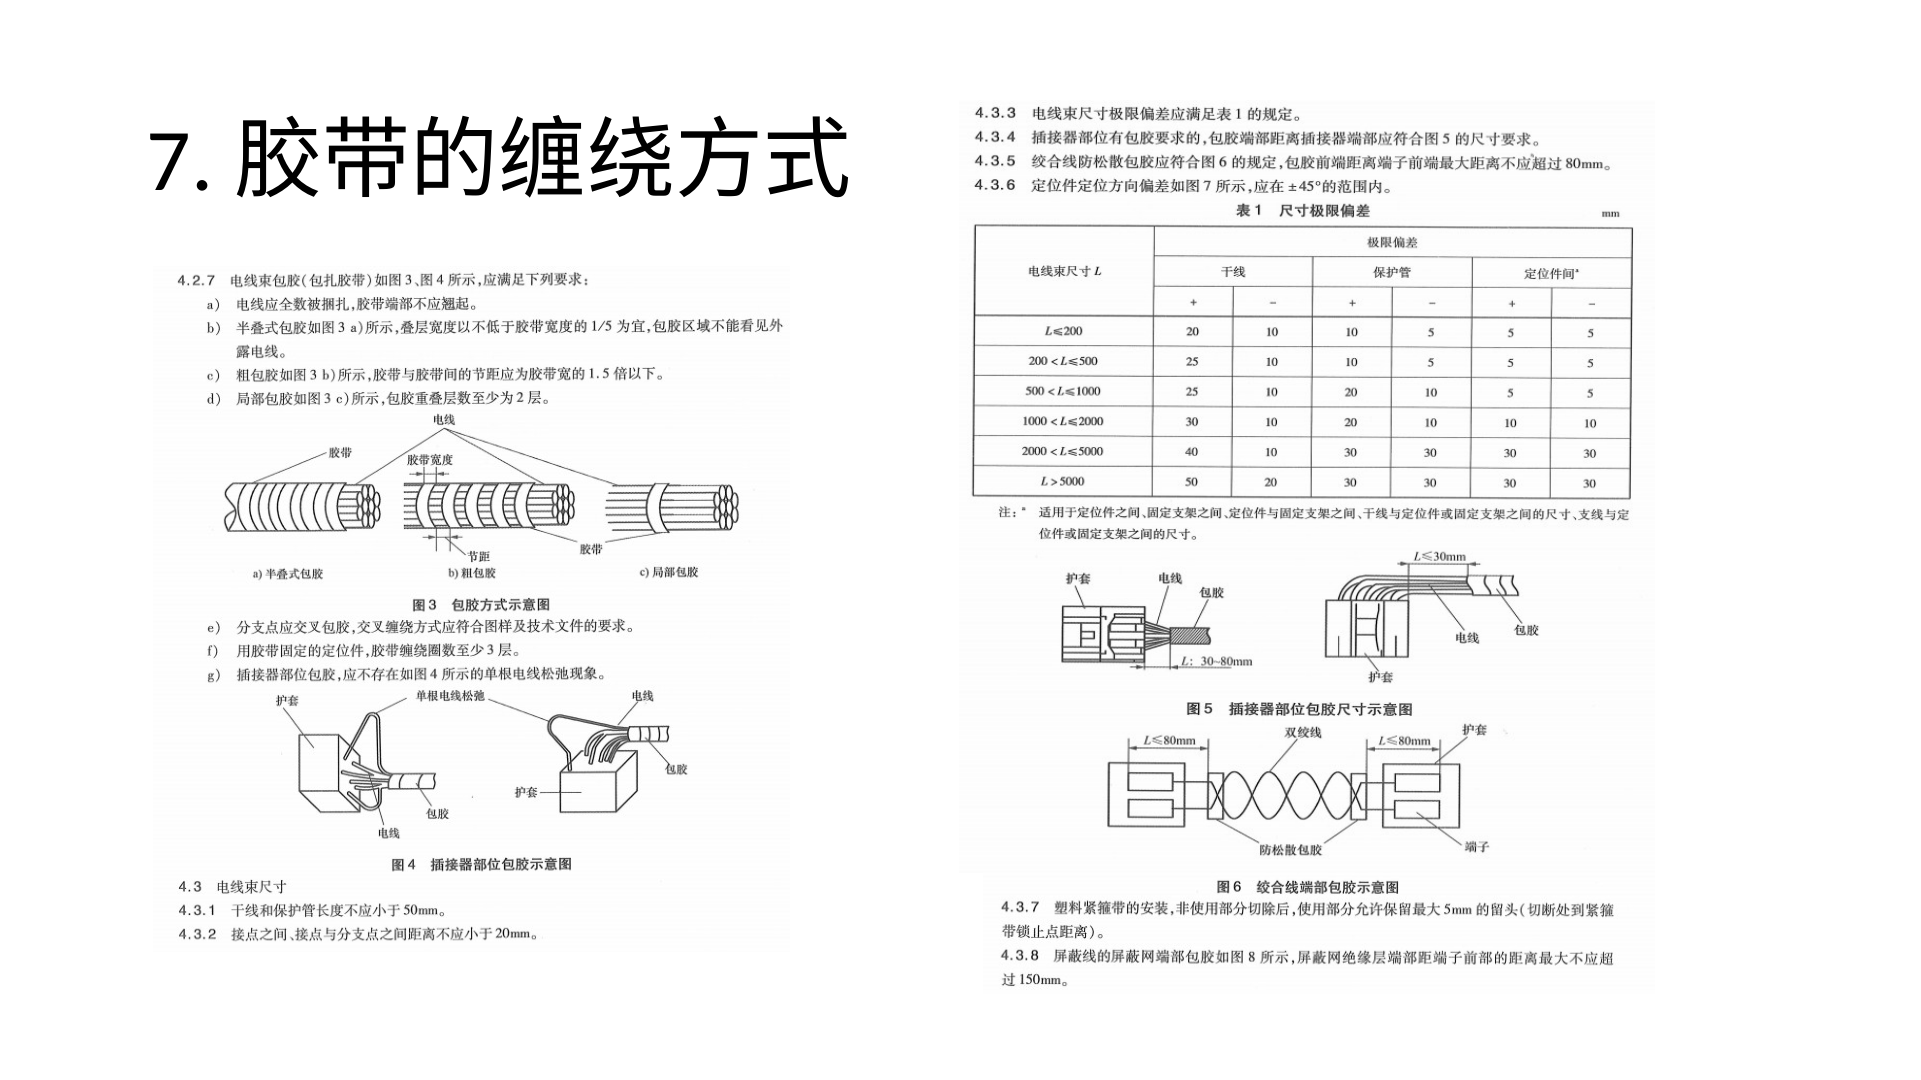 7. 胶带的缠绕方式
4.2.7 电线束包胶(包扎胶带)如图3、图4所示,应满足下列要求:
a) 电线应全数被捆扎,胶带端部不应翘起。
b) 半叠式包胶如图3 a)所示,叠层宽度以不低于胶带宽度的1/5为宜,包胶区域不能看见外
露电线。
c) 粗包胶如图3 b)所示,胶带与胶带间的节距应为胶带宽的1.5倍以下。
d) 局部包胶如图3 c)所示,包胶重叠层数至少为2层。
电线
胶带
胶带宽度
节距
胶带
a) 半叠式包胶
b) 粗包胶
c) 局部包胶
图3 包胶方式示意图
e) 分支点应交叉包胶,交叉缠绕方式应符合图样及技术文件的要求。
f) 用胶带固定的定位件,胶带缠绕圈数至少3层。
g) 插接器部位包胶,应不存在如图4所示的单根电线松弛现象。
护套
单根电线松弛
电线
包胶
护套
包胶
电线
图4 插接器部位包胶示意图
4.3 电线束尺寸
4.3.1 干线和保护管长度不应小于50mm。
4.3.2 接点之间、接点与分支点之间距离不应小于20mm。
4.3.3 电线束尺寸极限偏差应满足表1的规定。
4.3.4 插接器部位有包胶要求的,包胶端部距离插接器端部应符合图5的尺寸要求。
4.3.5 绞合线防松散包胶应符合图6的规定,包胶前端距离端子前端最大距离不应超过80mm。
4.3.6 定位件定位方向偏差如图7所示,应在±45°的范围内。
表1 尺寸极限偏差
mm
电线束尺寸L 极限偏差
干线 保护管 定位件间ª
+ − + − + −
L≤200 20 10 10 5 5 5
200<L≤500 25 10 10 5 5 5
500<L≤1000 25 10 20 10 5 5
1000<L≤2000 30 10 20 10 10 10
2000<L≤5000 40 10 30 30 30 30
L>5000 50 20 30 30 30 30
注:ª 适用于定位件之间、固定支架之间、定位件与固定支架之间、干线与定位件或固定支架之间的尺寸、支线与定
位件或固定支架之间的尺寸。
L≤30mm
护套
电线
包胶
包胶
电线
L: 30~80mm
护套
图5 插接器部位包胶尺寸示意图
双绞线
护套
L≤80mm
L≤80mm
防松散包胶
端子
图6 绞合线端部包胶示意图
4.3.7 塑料紧箍带的安装,非使用部分切除后,使用部分允许保留最大5mm的留头(切断处到紧箍
带锁止点距离)。
4.3.8 屏蔽线的屏蔽网端部包胶如图8所示,屏蔽网绝缘层端部距端子前部的距离最大不应超
过150mm。